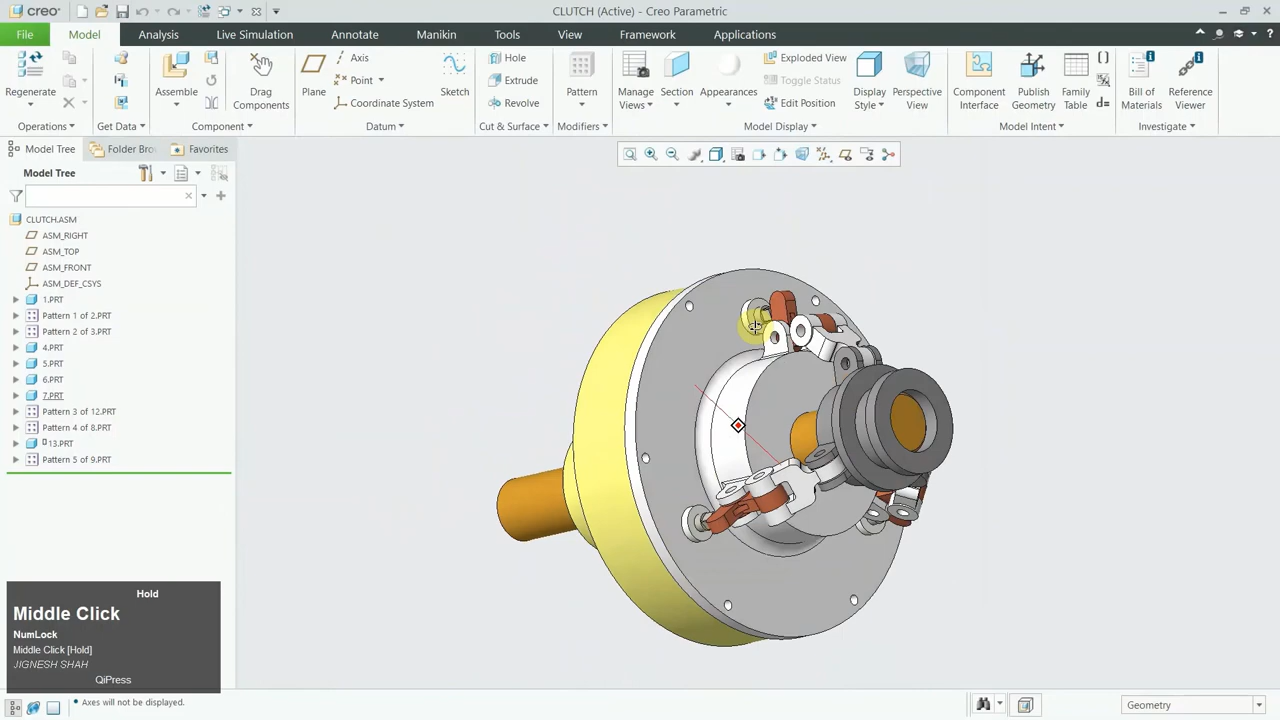 creo
CLUTCH (Active) - Creo Parametric
File
Model
Analysis
Live Simulation
Annotate
Manikin
Tools
View
Framework
Applications
Regenerate
Operations
Get Data
Assemble
Drag
Components
Component
Plane
Axis
Point
Coordinate System
Sketch
Datum
Hole
Extrude
Revolve
Cut & Surface
Pattern
Modifiers
Manage
Views
Section
Appearances
Exploded View
Toggle Status
Edit Position
Display
Style
Perspective
View
Model Display
Component
Interface
Publish
Geometry
Family
Table
Model Intent
Bill of
Materials
Reference
Viewer
Investigate
Model Tree
Folder Bro
Favorites
Model Tree
CLUTCH.ASM
ASM_RIGHT
ASM_TOP
ASM_FRONT
ASM_DEF_CSYS
1.PRT
Pattern 1 of 2.PRT
Pattern 2 of 3.PRT
4.PRT
5.PRT
6.PRT
7.PRT
Pattern 3 of 12.PRT
Pattern 4 of 8.PRT
13.PRT
Pattern 5 of 9.PRT
Hold
Middle Click
NumLock
Middle Click [Hold]
JIGNESH SHAH
QiPress
• Axes will not be displayed.
Geometry